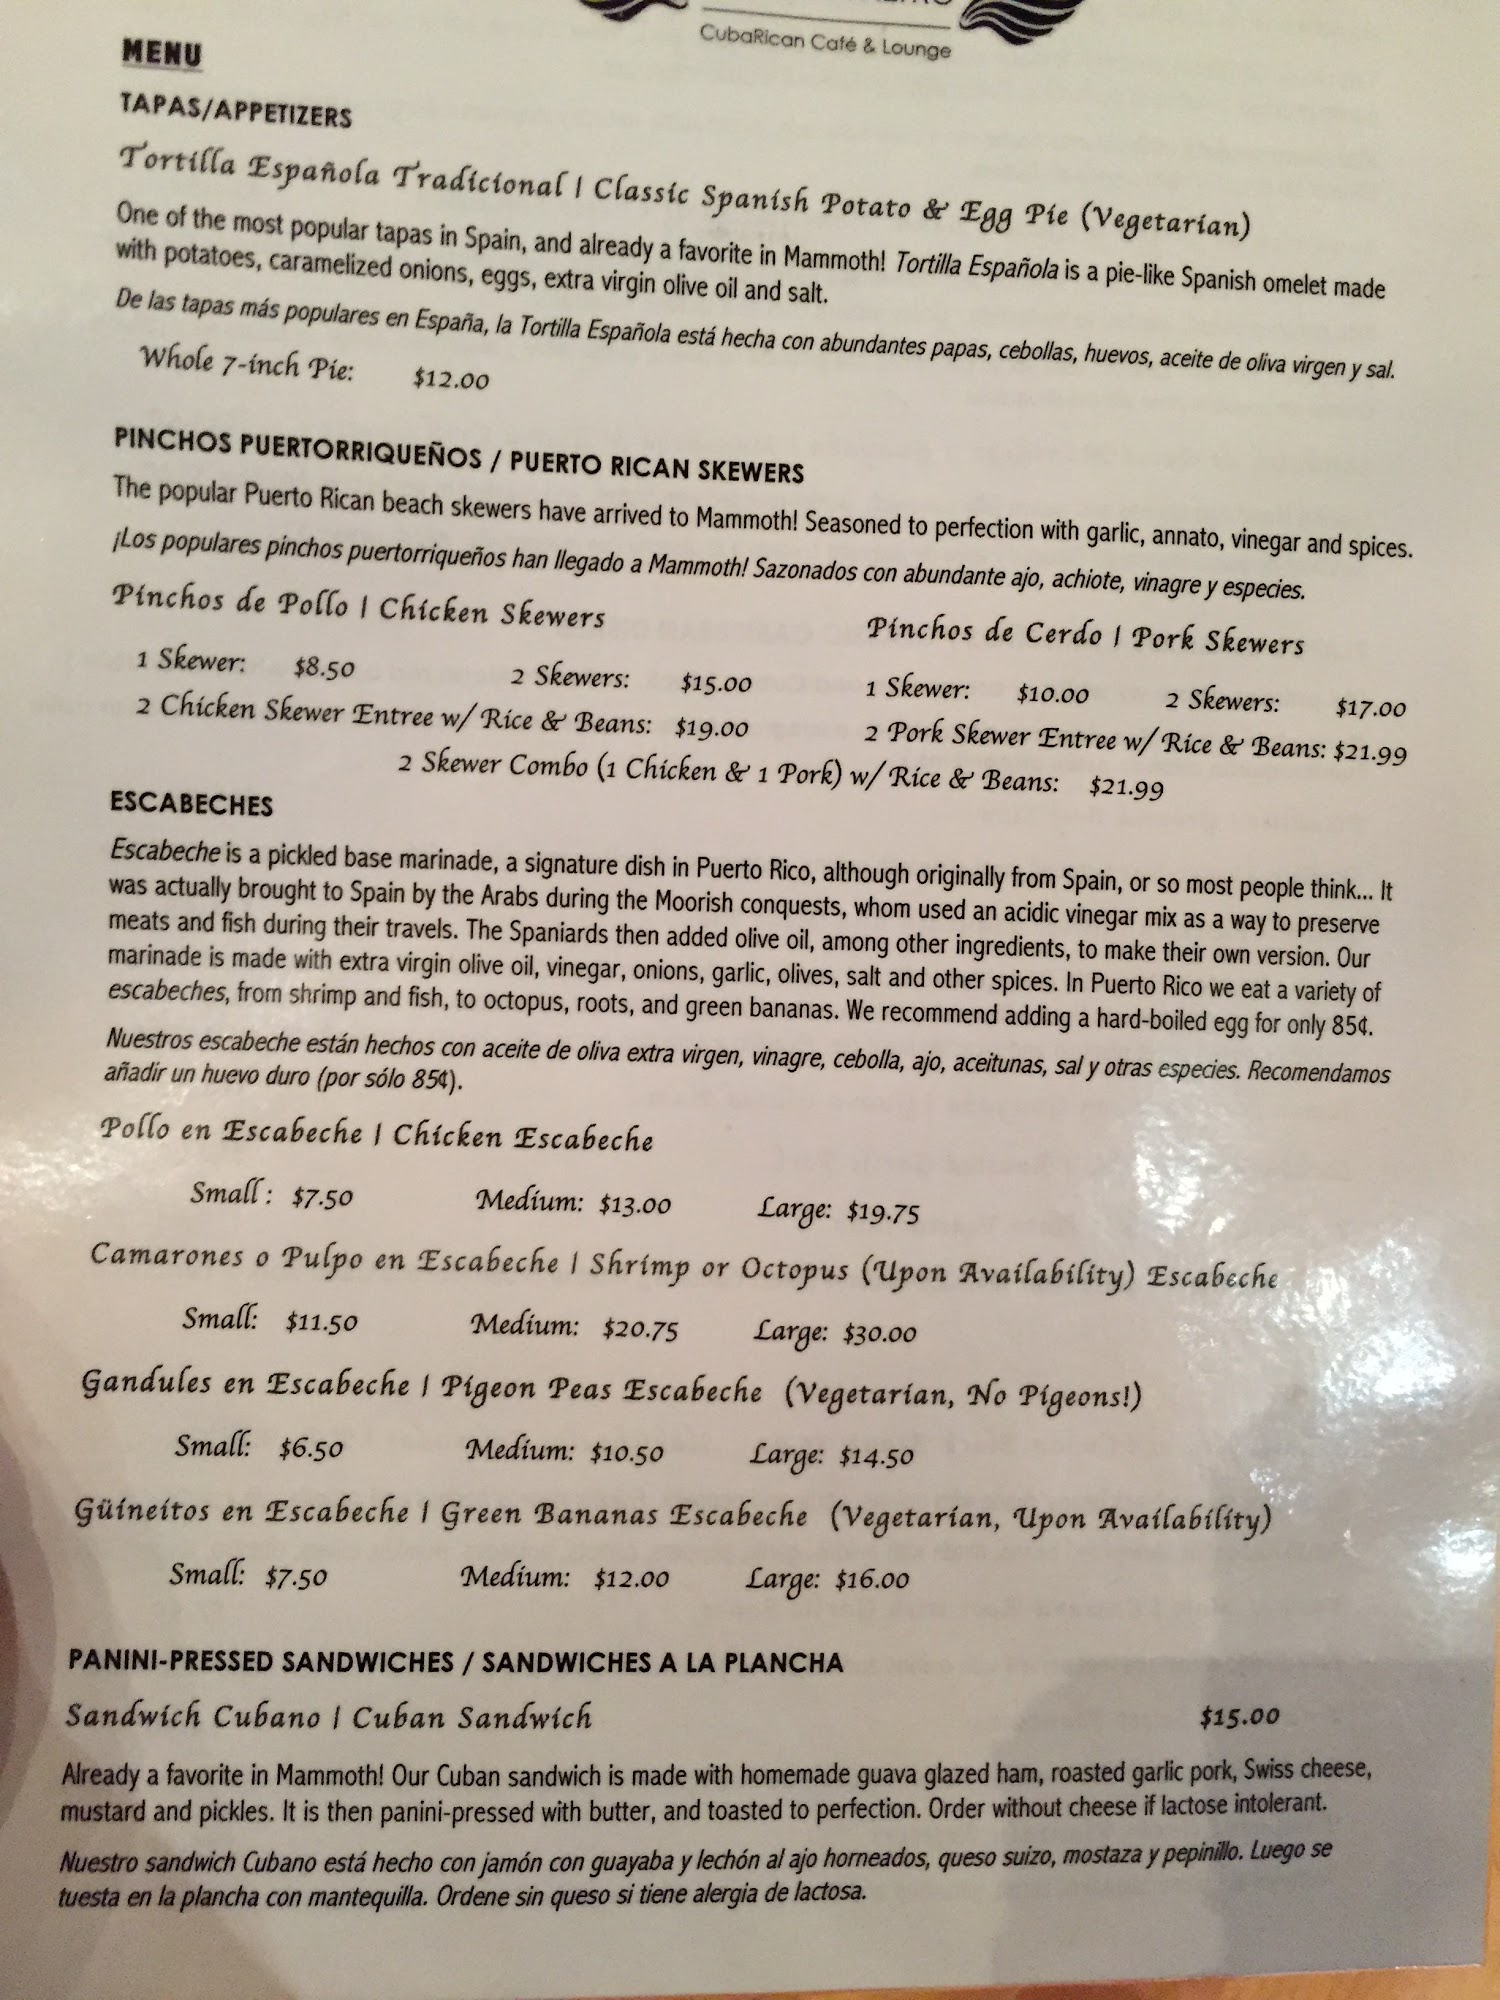 CubaRican Café & Lounge
MENU
TAPAS/APPETIZERS
Tortilla Española Tradicional | Classic Spanish Potato & Egg Pie (Vegetarian)
One of the most popular tapas in Spain, and already a favorite in Mammoth! Tortilla Española is a pie-like Spanish omelet made
with potatoes, caramelized onions, eggs, extra virgin olive oil and salt.
De las tapas más populares en España, la Tortilla Española está hecha con abundantes papas, cebollas, huevos, aceite de oliva virgen y sal.
Whole 7-inch Pie: $12.00
PINCHOS PUERTORRIQUEÑOS / PUERTO RICAN SKEWERS
The popular Puerto Rican beach skewers have arrived to Mammoth! Seasoned to perfection with garlic, annato, vinegar and spices.
¡Los populares pinchos puertorriqueños han llegado a Mammoth! Sazonados con abundante ajo, achiote, vinagre y especies.
Pinchos de Pollo | Chicken Skewers Pinchos de Cerdo | Pork Skewers
1 Skewer: $8.50 2 Skewers: $15.00 1 Skewer: $10.00 2 Skewers: $17.00
2 Chicken Skewer Entree w/ Rice & Beans: $19.00 2 Pork Skewer Entree w/ Rice & Beans: $21.99
2 Skewer Combo (1 Chicken & 1 Pork) w/ Rice & Beans: $21.99
ESCABECHES
Escabeche is a pickled base marinade, a signature dish in Puerto Rico, although originally from Spain, or so most people think... It
was actually brought to Spain by the Arabs during the Moorish conquests, whom used an acidic vinegar mix as a way to preserve
meats and fish during their travels. The Spaniards then added olive oil, among other ingredients, to make their own version. Our
marinade is made with extra virgin olive oil, vinegar, onions, garlic, olives, salt and other spices. In Puerto Rico we eat a variety of
escabeches, from shrimp and fish, to octopus, roots, and green bananas. We recommend adding a hard-boiled egg for only 85¢.
Nuestros escabeche están hechos con aceite de oliva extra virgen, vinagre, cebolla, ajo, aceitunas, sal y otras especies. Recomendamos
añadir un huevo duro (por sólo 85¢).
Pollo en Escabeche | Chicken Escabeche
Small : $7.50 Medium: $13.00 Large: $19.75
Camarones o Pulpo en Escabeche | Shrimp or Octopus (Upon Availability) Escabeche
Small: $11.50 Medium: $20.75 Large: $30.00
Gandules en Escabeche | Pigeon Peas Escabeche (Vegetarian, No Pigeons!)
Small: $6.50 Medium: $10.50 Large: $14.50
Güineitos en Escabeche | Green Bananas Escabeche (Vegetarian, Upon Availability)
Small: $7.50 Medium: $12.00 Large: $16.00
PANINI-PRESSED SANDWICHES / SANDWICHES A LA PLANCHA
Sandwich Cubano | Cuban Sandwich $15.00
Already a favorite in Mammoth! Our Cuban sandwich is made with homemade guava glazed ham, roasted garlic pork, Swiss cheese,
mustard and pickles. It is then panini-pressed with butter, and toasted to perfection. Order without cheese if lactose intolerant.
Nuestro sandwich Cubano está hecho con jamón con guayaba y lechón al ajo horneados, queso suizo, mostaza y pepinillo. Luego se
tuesta en la plancha con mantequilla. Ordene sin queso si tiene alergia de lactosa.